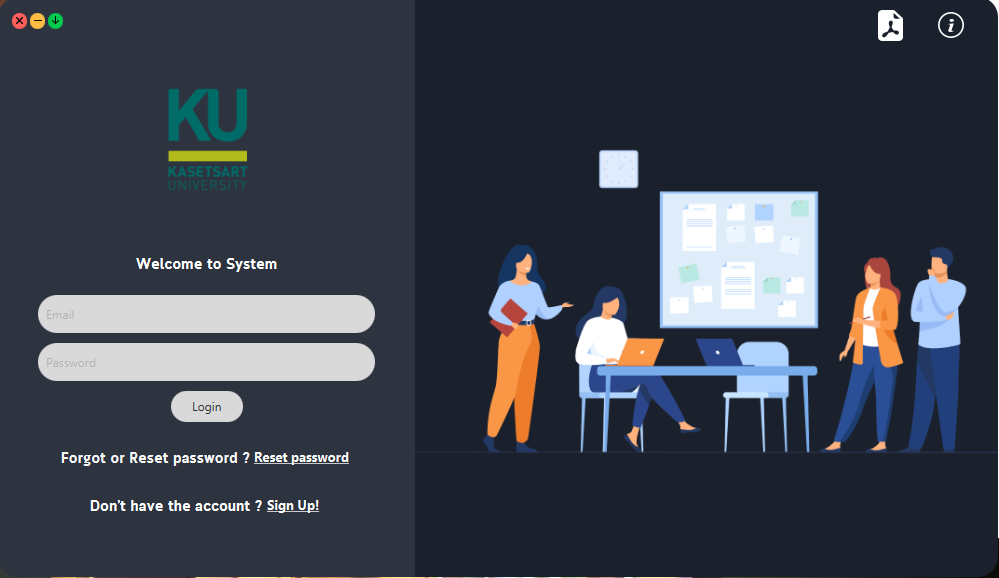 KU
KASETSART
UNIVERSITY
Welcome to System
Email
Password
Login
Forgot or Reset password ? Reset password
Don't have the account ? Sign Up!